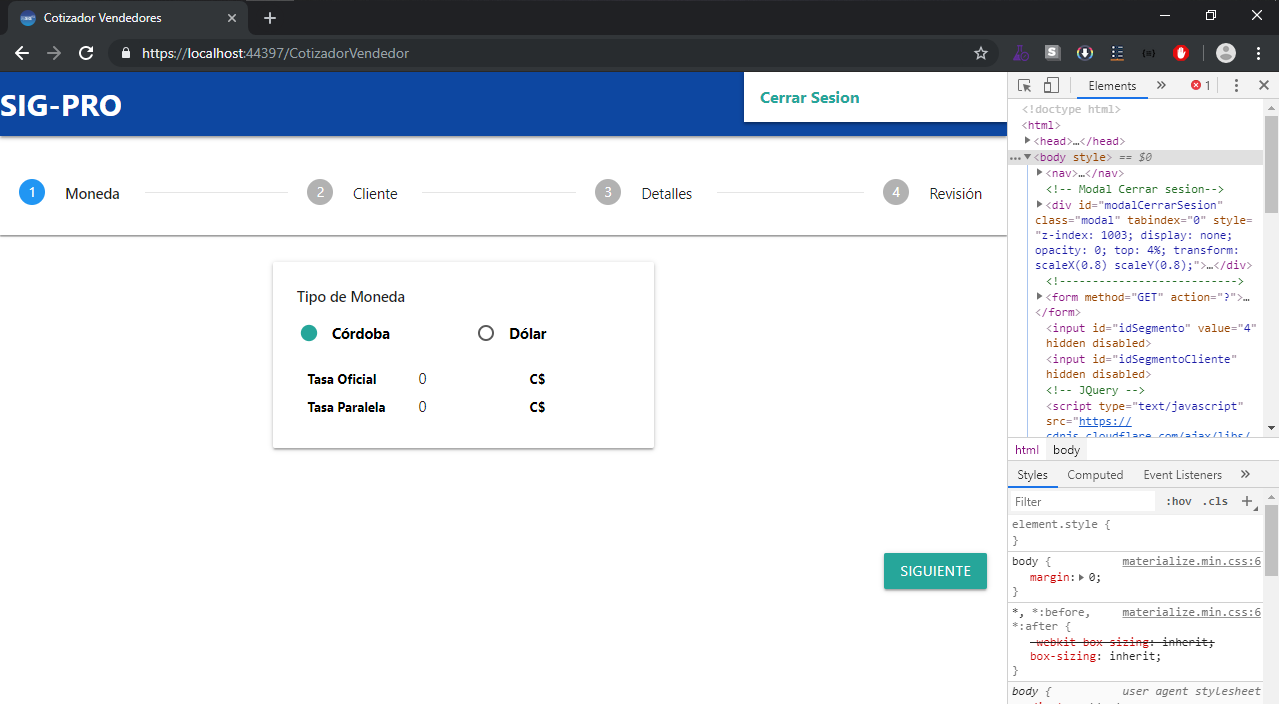 Cotizador Vendedores
https://localhost:44397/CotizadorVendedor
SIG-PRO
Cerrar Sesion
1 Moneda
2 Cliente
3 Detalles
4 Revisión
Tipo de Moneda
Córdoba
Dólar
Tasa Oficial 0 C$
Tasa Paralela 0 C$
SIGUIENTE
Elements
1
<!doctype html>
<html>
<head>…</head>
<body style> == $0
<nav>…</nav>
<!-- Modal Cerrar sesion-->
<div id="modalCerrarSesion"
class="modal" tabindex="0" style=
"z-index: 1003; display: none;
opacity: 0; top: 4%; transform:
scaleX(0.8) scaleY(0.8);">…</div>
<!--------------------------->
<form method="GET" action="?">…
</form>
<input id="idSegmento" value="4"
hidden disabled>
<input id="idSegmentoCliente"
hidden disabled>
<!-- JQuery -->
<script type="text/javascript"
src="https://
cdnjs.cloudflare.com/ajax/libs/
html body
Styles Computed Event Listeners
Filter :hov .cls
element.style {
}
body { materialize.min.css:6
margin: 0;
}
*, *:before, materialize.min.css:6
*:after {
-webkit-box-sizing: inherit;
box-sizing: inherit;
}
body { user agent stylesheet